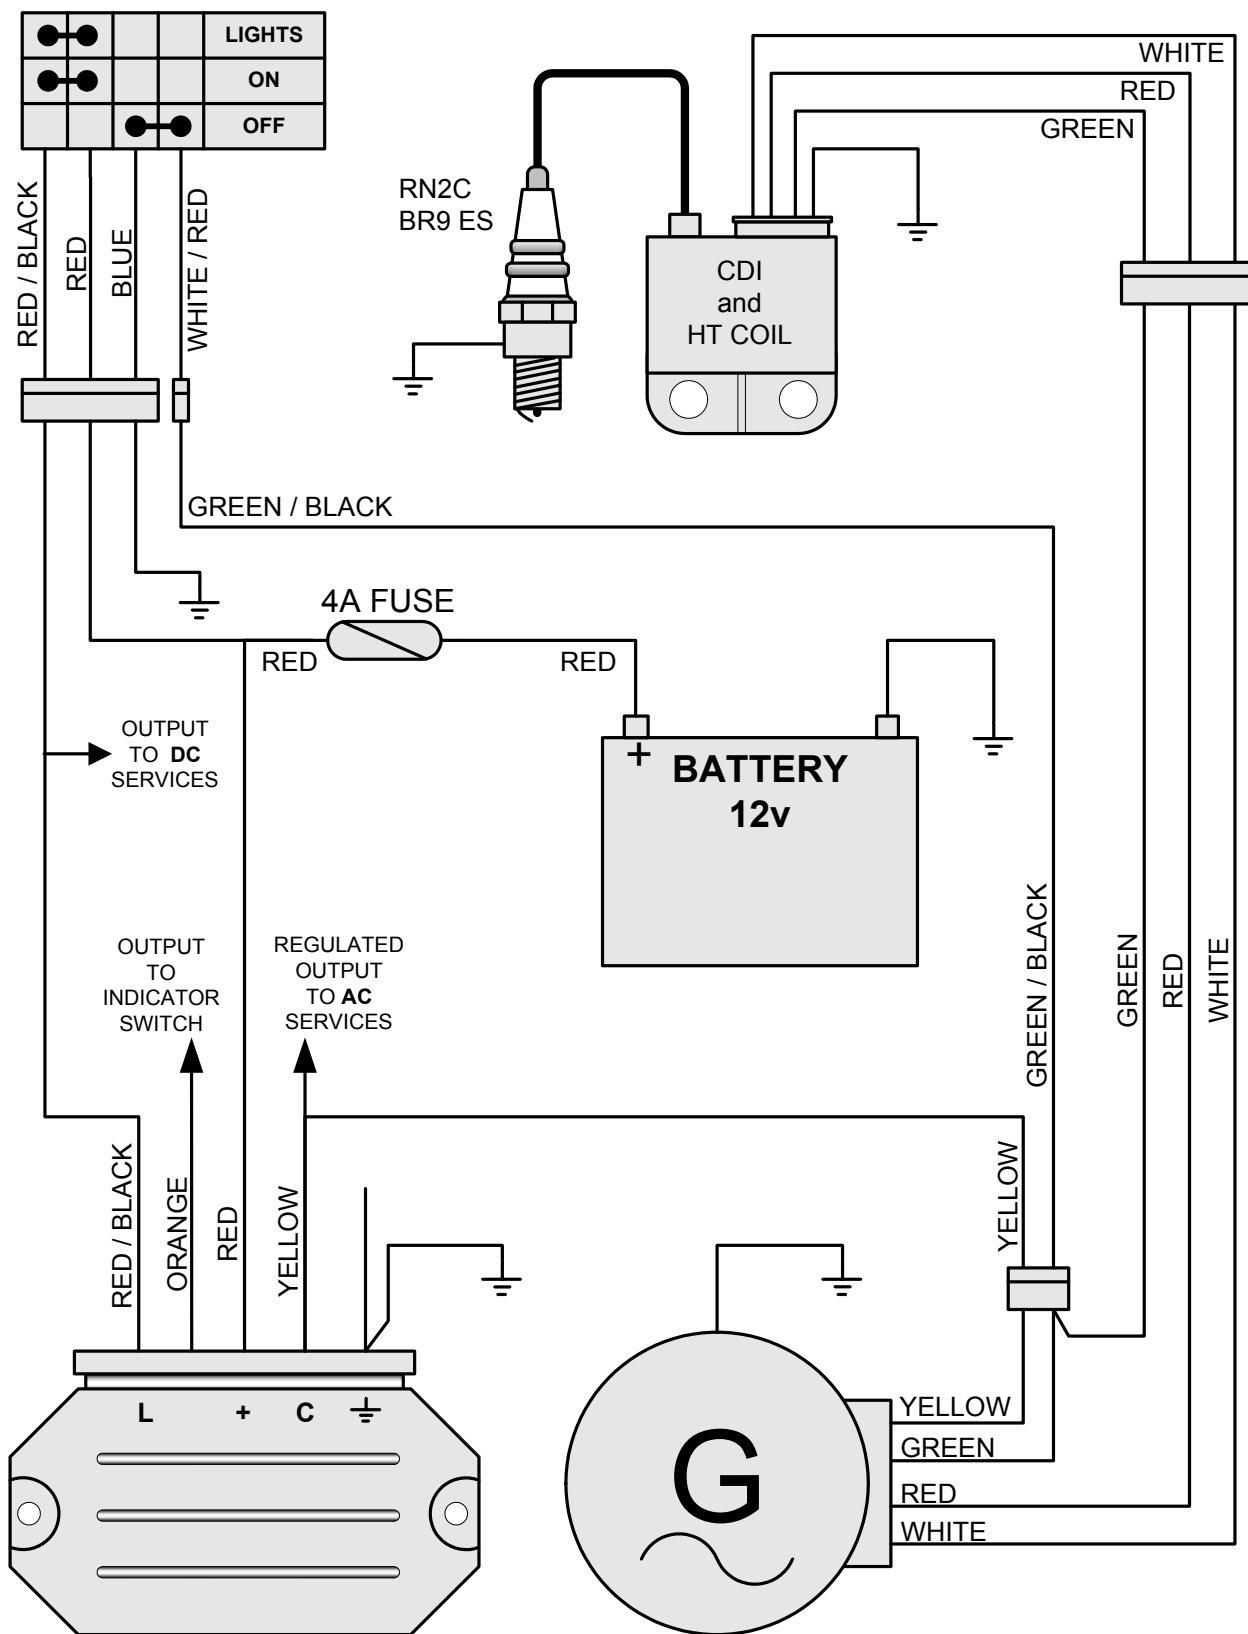 LIGHTS
ON
OFF
WHITE
RED
GREEN
RED / BLACK
RED
BLUE
WHITE / RED
RN2C
BR9 ES
CDI
and
HT COIL
GREEN / BLACK
4A FUSE
RED
RED
OUTPUT
TO DC
SERVICES
+
BATTERY
12v
OUTPUT
TO
INDICATOR
SWITCH
REGULATED
OUTPUT
TO AC
SERVICES
GREEN / BLACK
GREEN
RED
WHITE
RED / BLACK
ORANGE
RED
YELLOW
YELLOW
L + C
G
YELLOW
GREEN
RED
WHITE